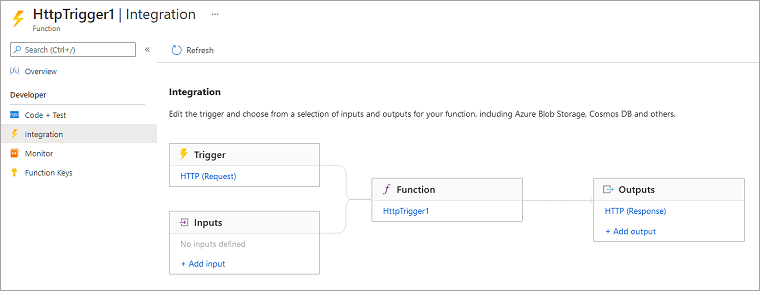 HttpTrigger1 | Integration ...
Function
Search (Ctrl+/)
«
Refresh
Overview
Developer
Code + Test
Integration
Monitor
Function Keys
Integration
Edit the trigger and choose from a selection of inputs and outputs for your function, including Azure Blob Storage, Cosmos DB and others.
Trigger
HTTP (Request)
Inputs
No inputs defined
+ Add input
Function
HttpTrigger1
Outputs
HTTP (Response)
+ Add output